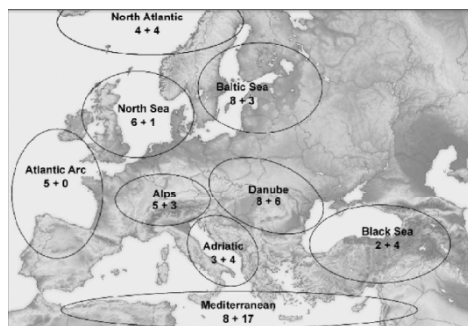 North Atlantic
4 + 4
North Sea
6 + 1
Baltic Sea
8 + 3
Atlantic Arc
5 + 0
Alps
5 + 3
Danube
8 + 6
Adriatic
3 + 4
Black Sea
2 + 4
Mediterranean
8 + 17